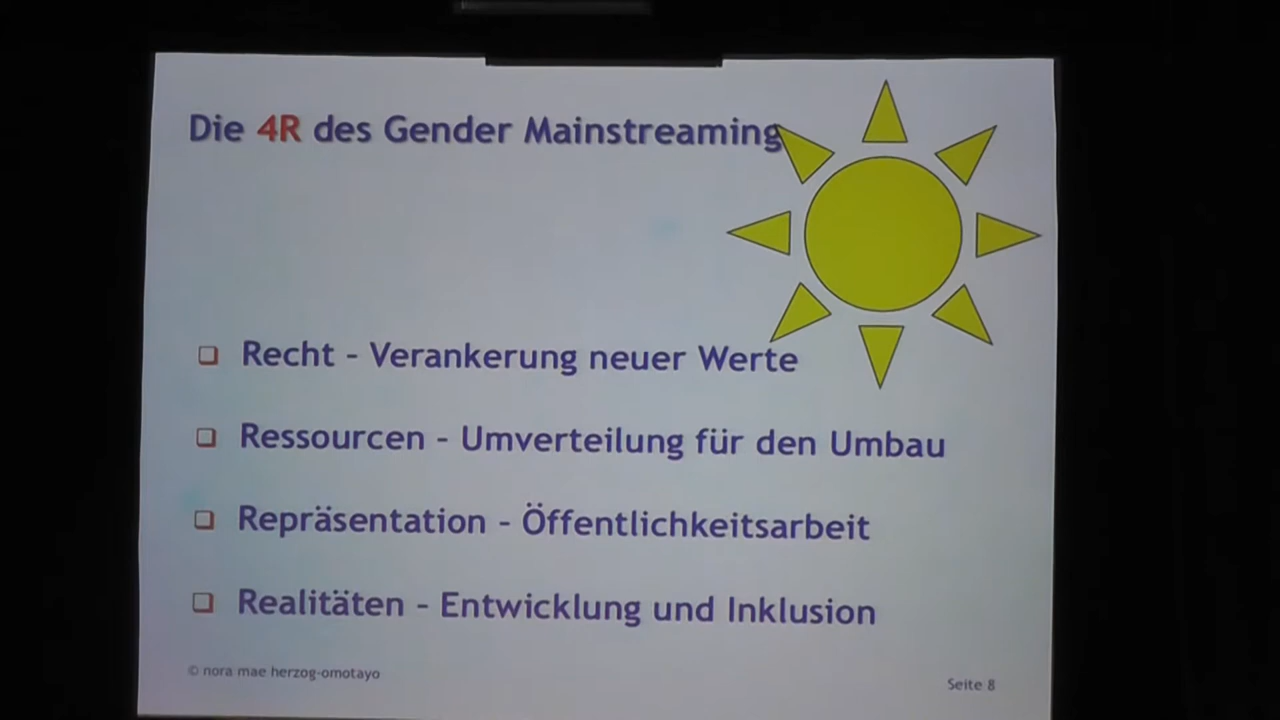 Die 4R des Gender Mainstreaming
Recht - Verankerung neuer Werte
Ressourcen - Umverteilung für den Umbau
Repräsentation - Öffentlichkeitsarbeit
Realitäten - Entwicklung und Inklusion
© nora mae herzog-omotayo
Seite 8